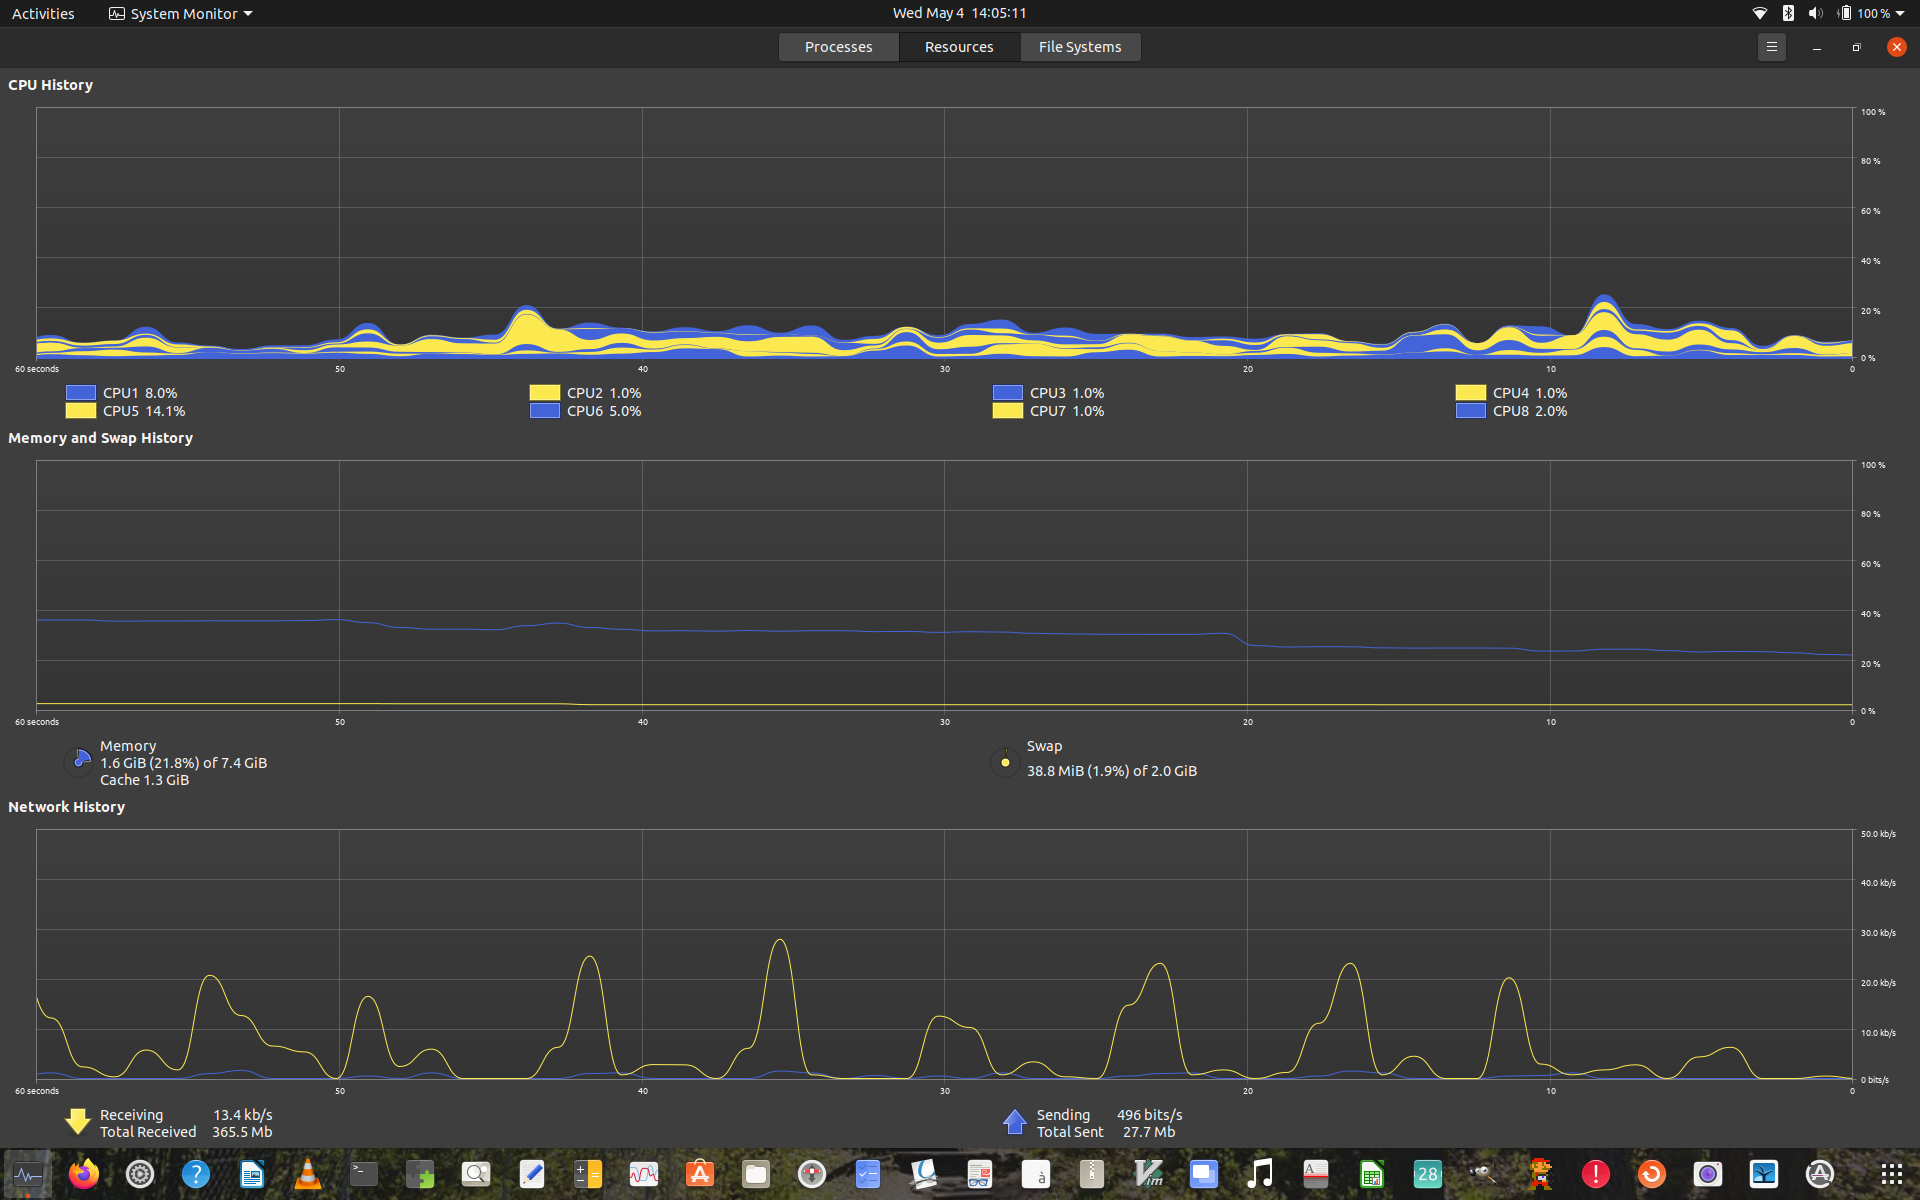 Activities
System Monitor
Wed May 4 14:05:11
100 %
Processes
Resources
File Systems
CPU History
100 %
80 %
60 %
40 %
20 %
0 %
60 seconds 50 40 30 20 10 0
CPU1 8.0% CPU2 1.0% CPU3 1.0% CPU4 1.0%
CPU5 14.1% CPU6 5.0% CPU7 1.0% CPU8 2.0%
Memory and Swap History
100 %
80 %
60 %
40 %
20 %
0 %
60 seconds 50 40 30 20 10 0
Memory
1.6 GiB (21.8%) of 7.4 GiB
Cache 1.3 GiB
Swap
38.8 MiB (1.9%) of 2.0 GiB
Network History
50.0 kb/s
40.0 kb/s
30.0 kb/s
20.0 kb/s
10.0 kb/s
0 bits/s
60 seconds 50 40 30 20 10 0
Receiving 13.4 kb/s
Total Received 365.5 Mb
Sending 496 bits/s
Total Sent 27.7 Mb
?
>_
à
Vim
A
28
!